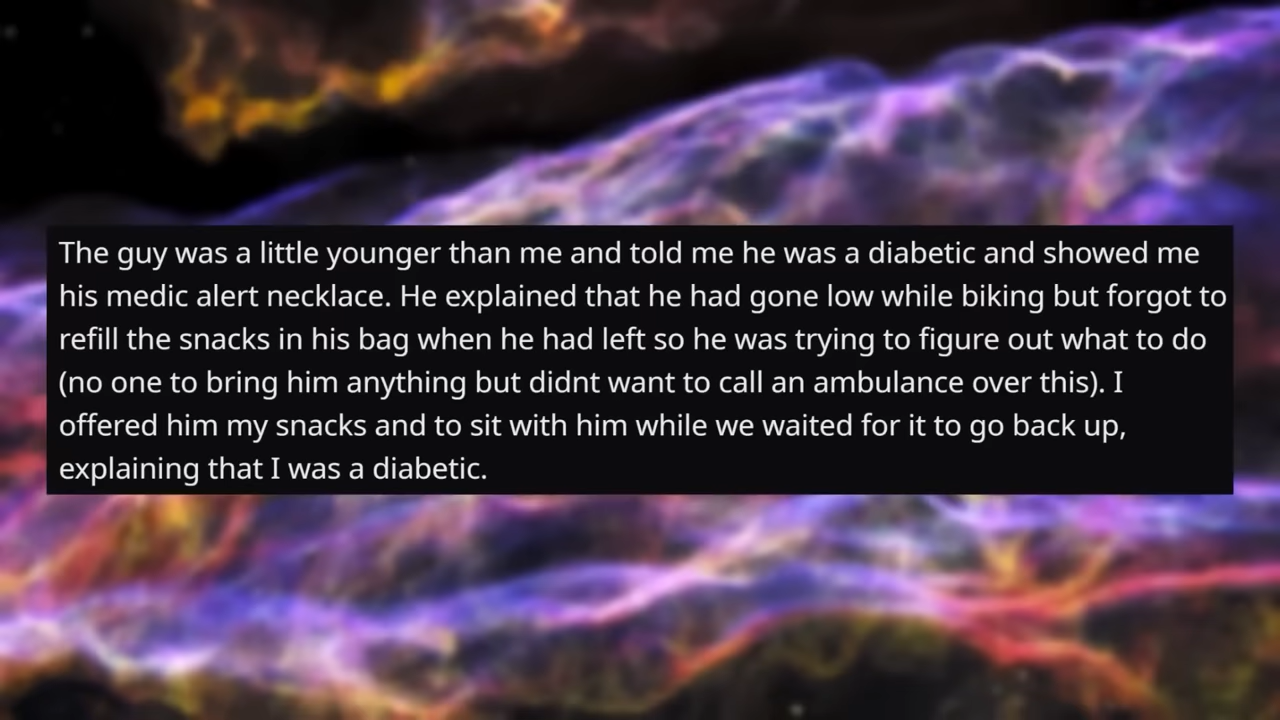 The guy was a little younger than me and told me he was a diabetic and showed me
his medic alert necklace. He explained that he had gone low while biking but forgot to
refill the snacks in his bag when he had left so he was trying to figure out what to do
(no one to bring him anything but didnt want to call an ambulance over this). I
offered him my snacks and to sit with him while we waited for it to go back up,
explaining that I was a diabetic.